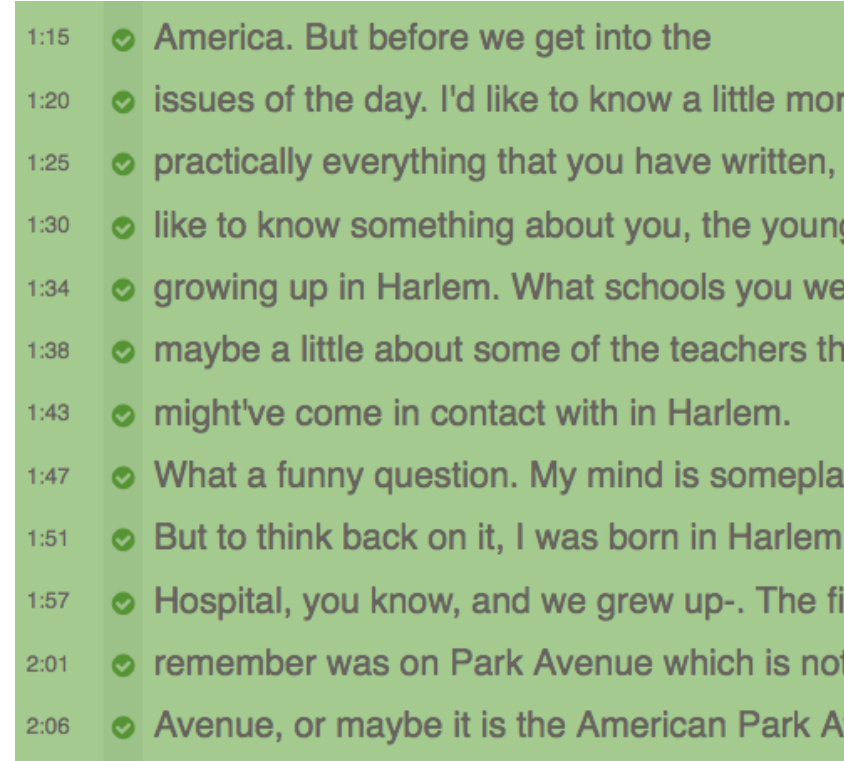 1:15 America. But before we get into the
1:20 issues of the day. I'd like to know a little mor
1:25 practically everything that you have written,
1:30 like to know something about you, the young
1:34 growing up in Harlem. What schools you we
1:38 maybe a little about some of the teachers th
1:43 might've come in contact with in Harlem.
1:47 What a funny question. My mind is somepla
1:51 But to think back on it, I was born in Harlem
1:57 Hospital, you know, and we grew up-. The fi
2:01 remember was on Park Avenue which is not
2:06 Avenue, or maybe it is the American Park A